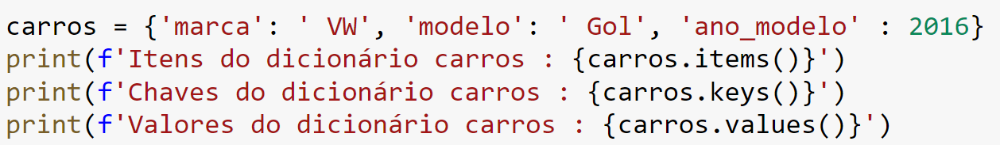 carros = {'marca': ' VW', 'modelo': ' Gol', 'ano_modelo' : 2016}
print(f'Itens do dicionário carros : {carros.items()}')
print(f'Chaves do dicionário carros : {carros.keys()}')
print(f'Valores do dicionário carros : {carros.values()}')